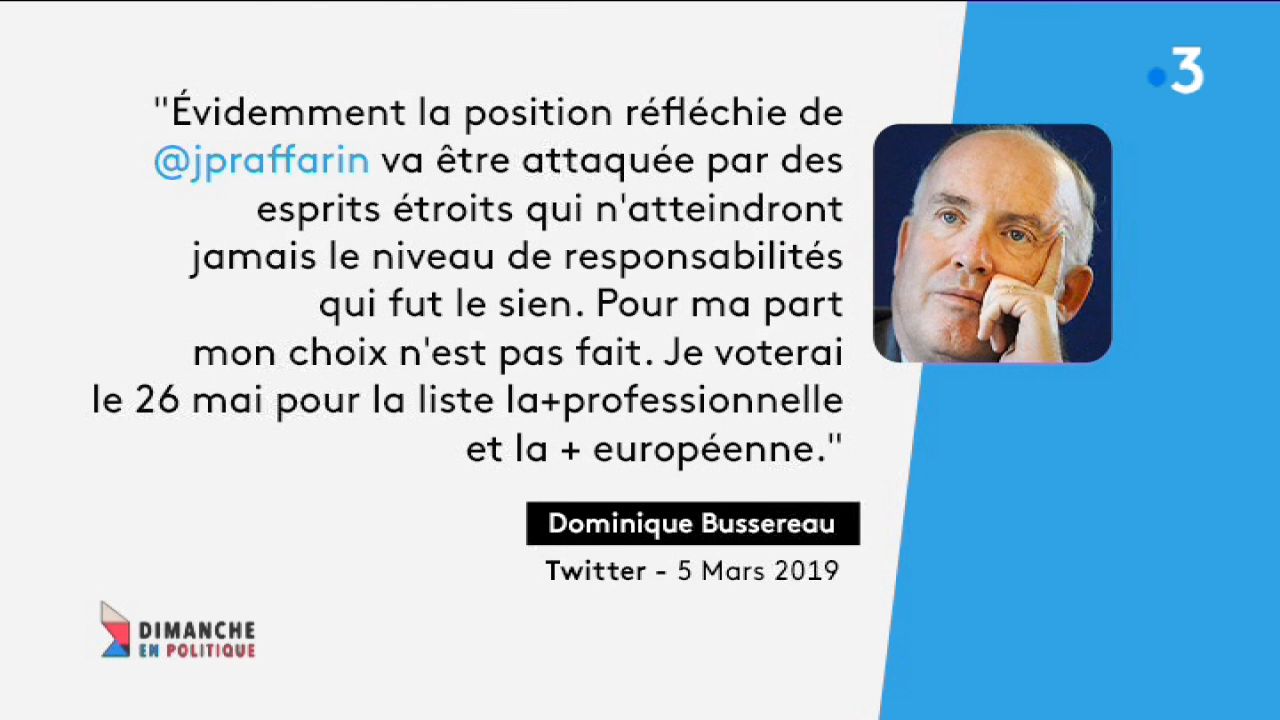 3
"Évidemment la position réfléchie de
@jpraffarin va être attaquée par des
esprits étroits qui n'atteindront
jamais le niveau de responsabilités
qui fut le sien. Pour ma part
mon choix n'est pas fait. Je voterai
le 26 mai pour la liste la+professionnelle
et la + européenne."
Dominique Bussereau
Twitter - 5 Mars 2019
DIMANCHE
EN POLITIQUE